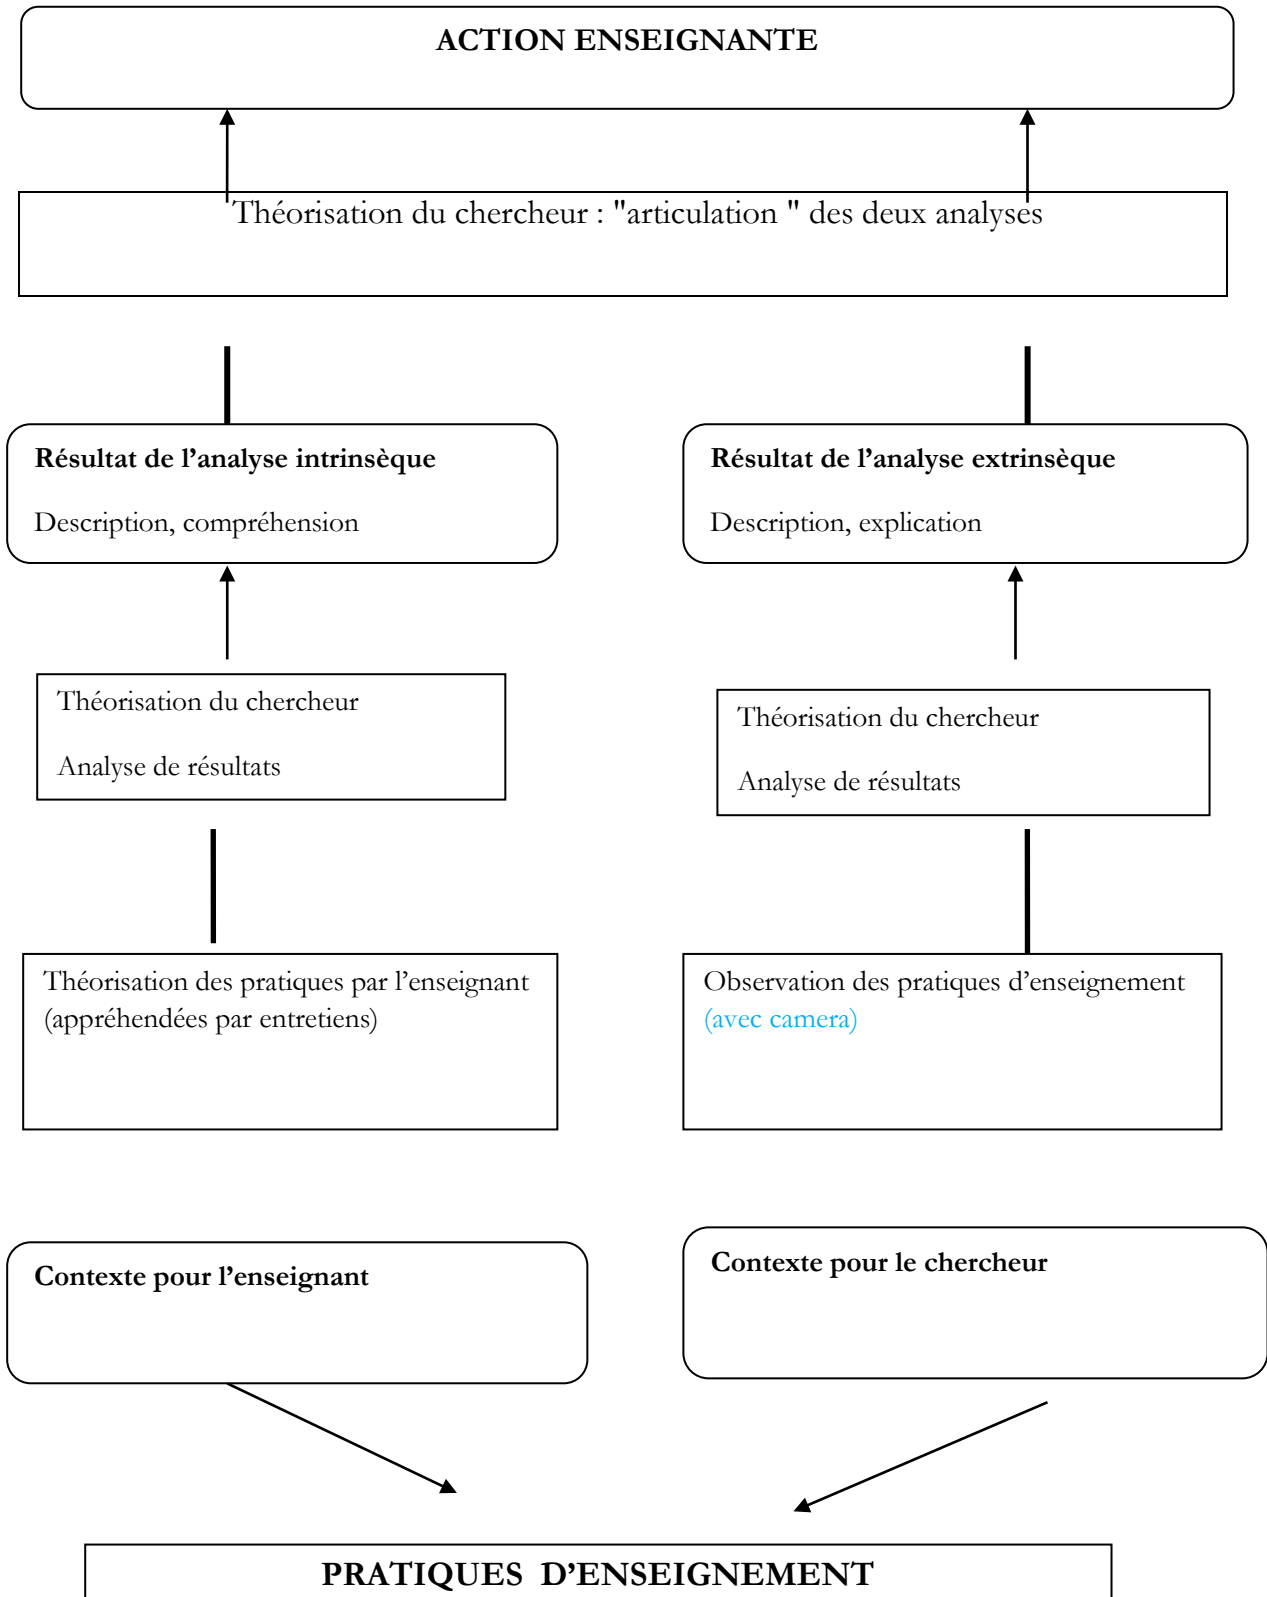 ACTION ENSEIGNANTE
Théorisation du chercheur : "articulation " des deux analyses
Résultat de l’analyse intrinsèque
Description, compréhension
Résultat de l’analyse extrinsèque
Description, explication
Théorisation du chercheur
Analyse de résultats
Théorisation du chercheur
Analyse de résultats
Théorisation des pratiques par l’enseignant
(appréhendées par entretiens)
Observation des pratiques d’enseignement
(avec camera)
Contexte pour l’enseignant
Contexte pour le chercheur
PRATIQUES D’ENSEIGNEMENT